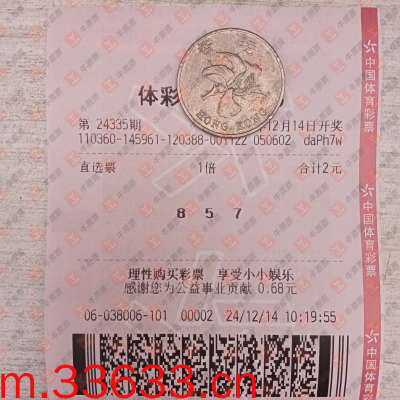 香港
HONG KONG
体彩
第 24335期
12月14日开奖
110360-145961-120388-001122 050602 daPh7w
直选票 1倍 合计2元
8 5 7
理性购买彩票 享受小小娱乐
感谢您为公益事业贡献 0.68元
06-038006-101 00002 24/12/14 10:19:55
中国体育彩票
中国体育彩票
中国体育彩票
m.33633.cn